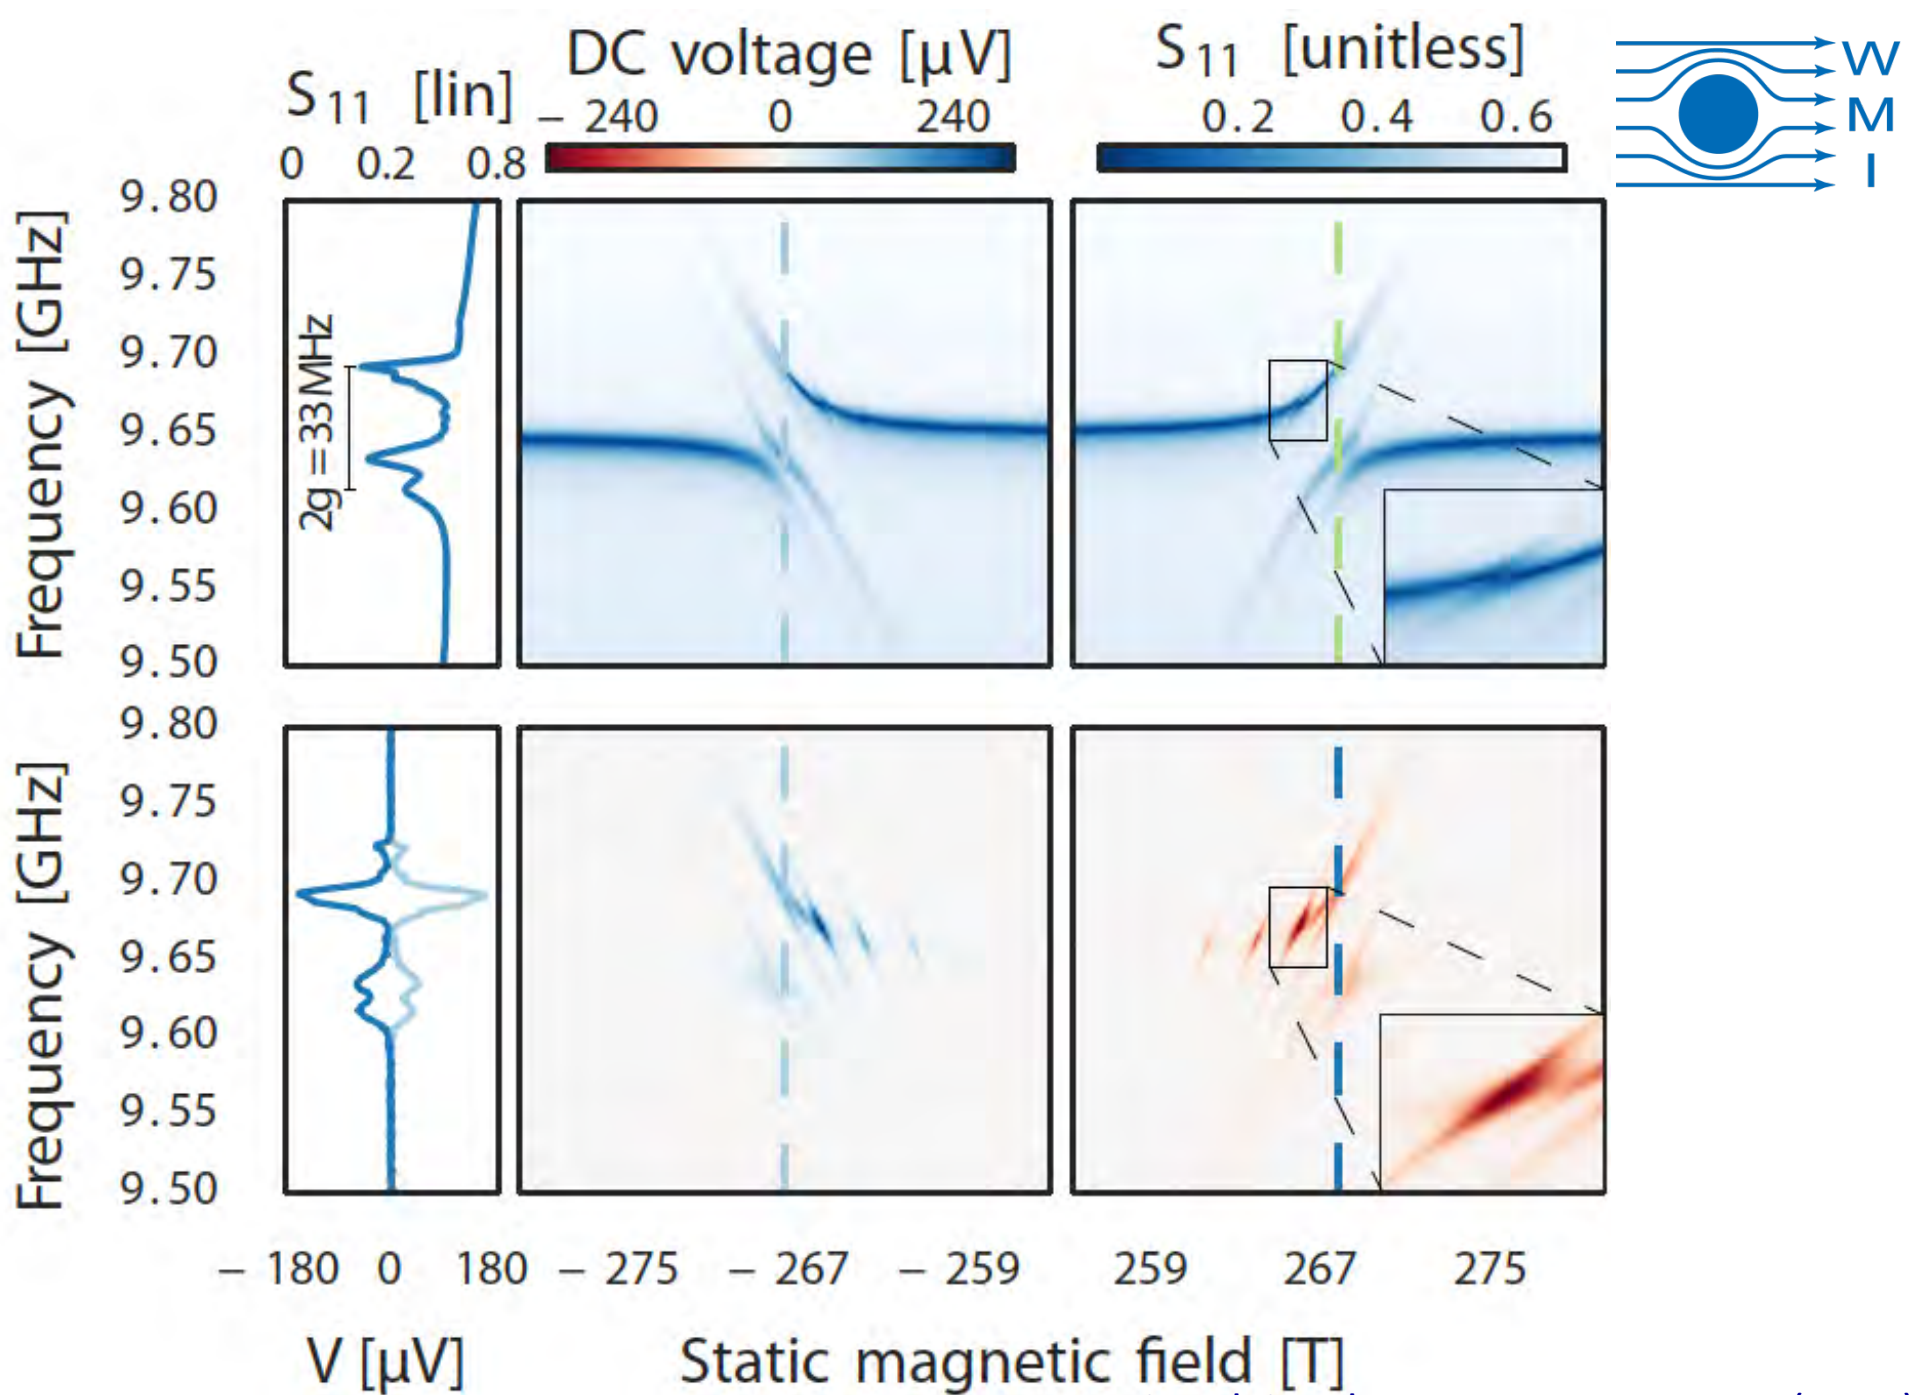 DC voltage [µV]
S11 [unitless]
S11 [lin]
– 240 0 240
0.2 0.4 0.6
0 0.2 0.8
W
M
I
Frequency [GHz]
9.80
9.75
9.70
9.65
9.60
9.55
9.50
2g = 33 MHz
Frequency [GHz]
9.80
9.75
9.70
9.65
9.60
9.55
9.50
– 180 0 180
– 275 – 267 – 259
259 267 275
V [µV]
Static magnetic field [T]